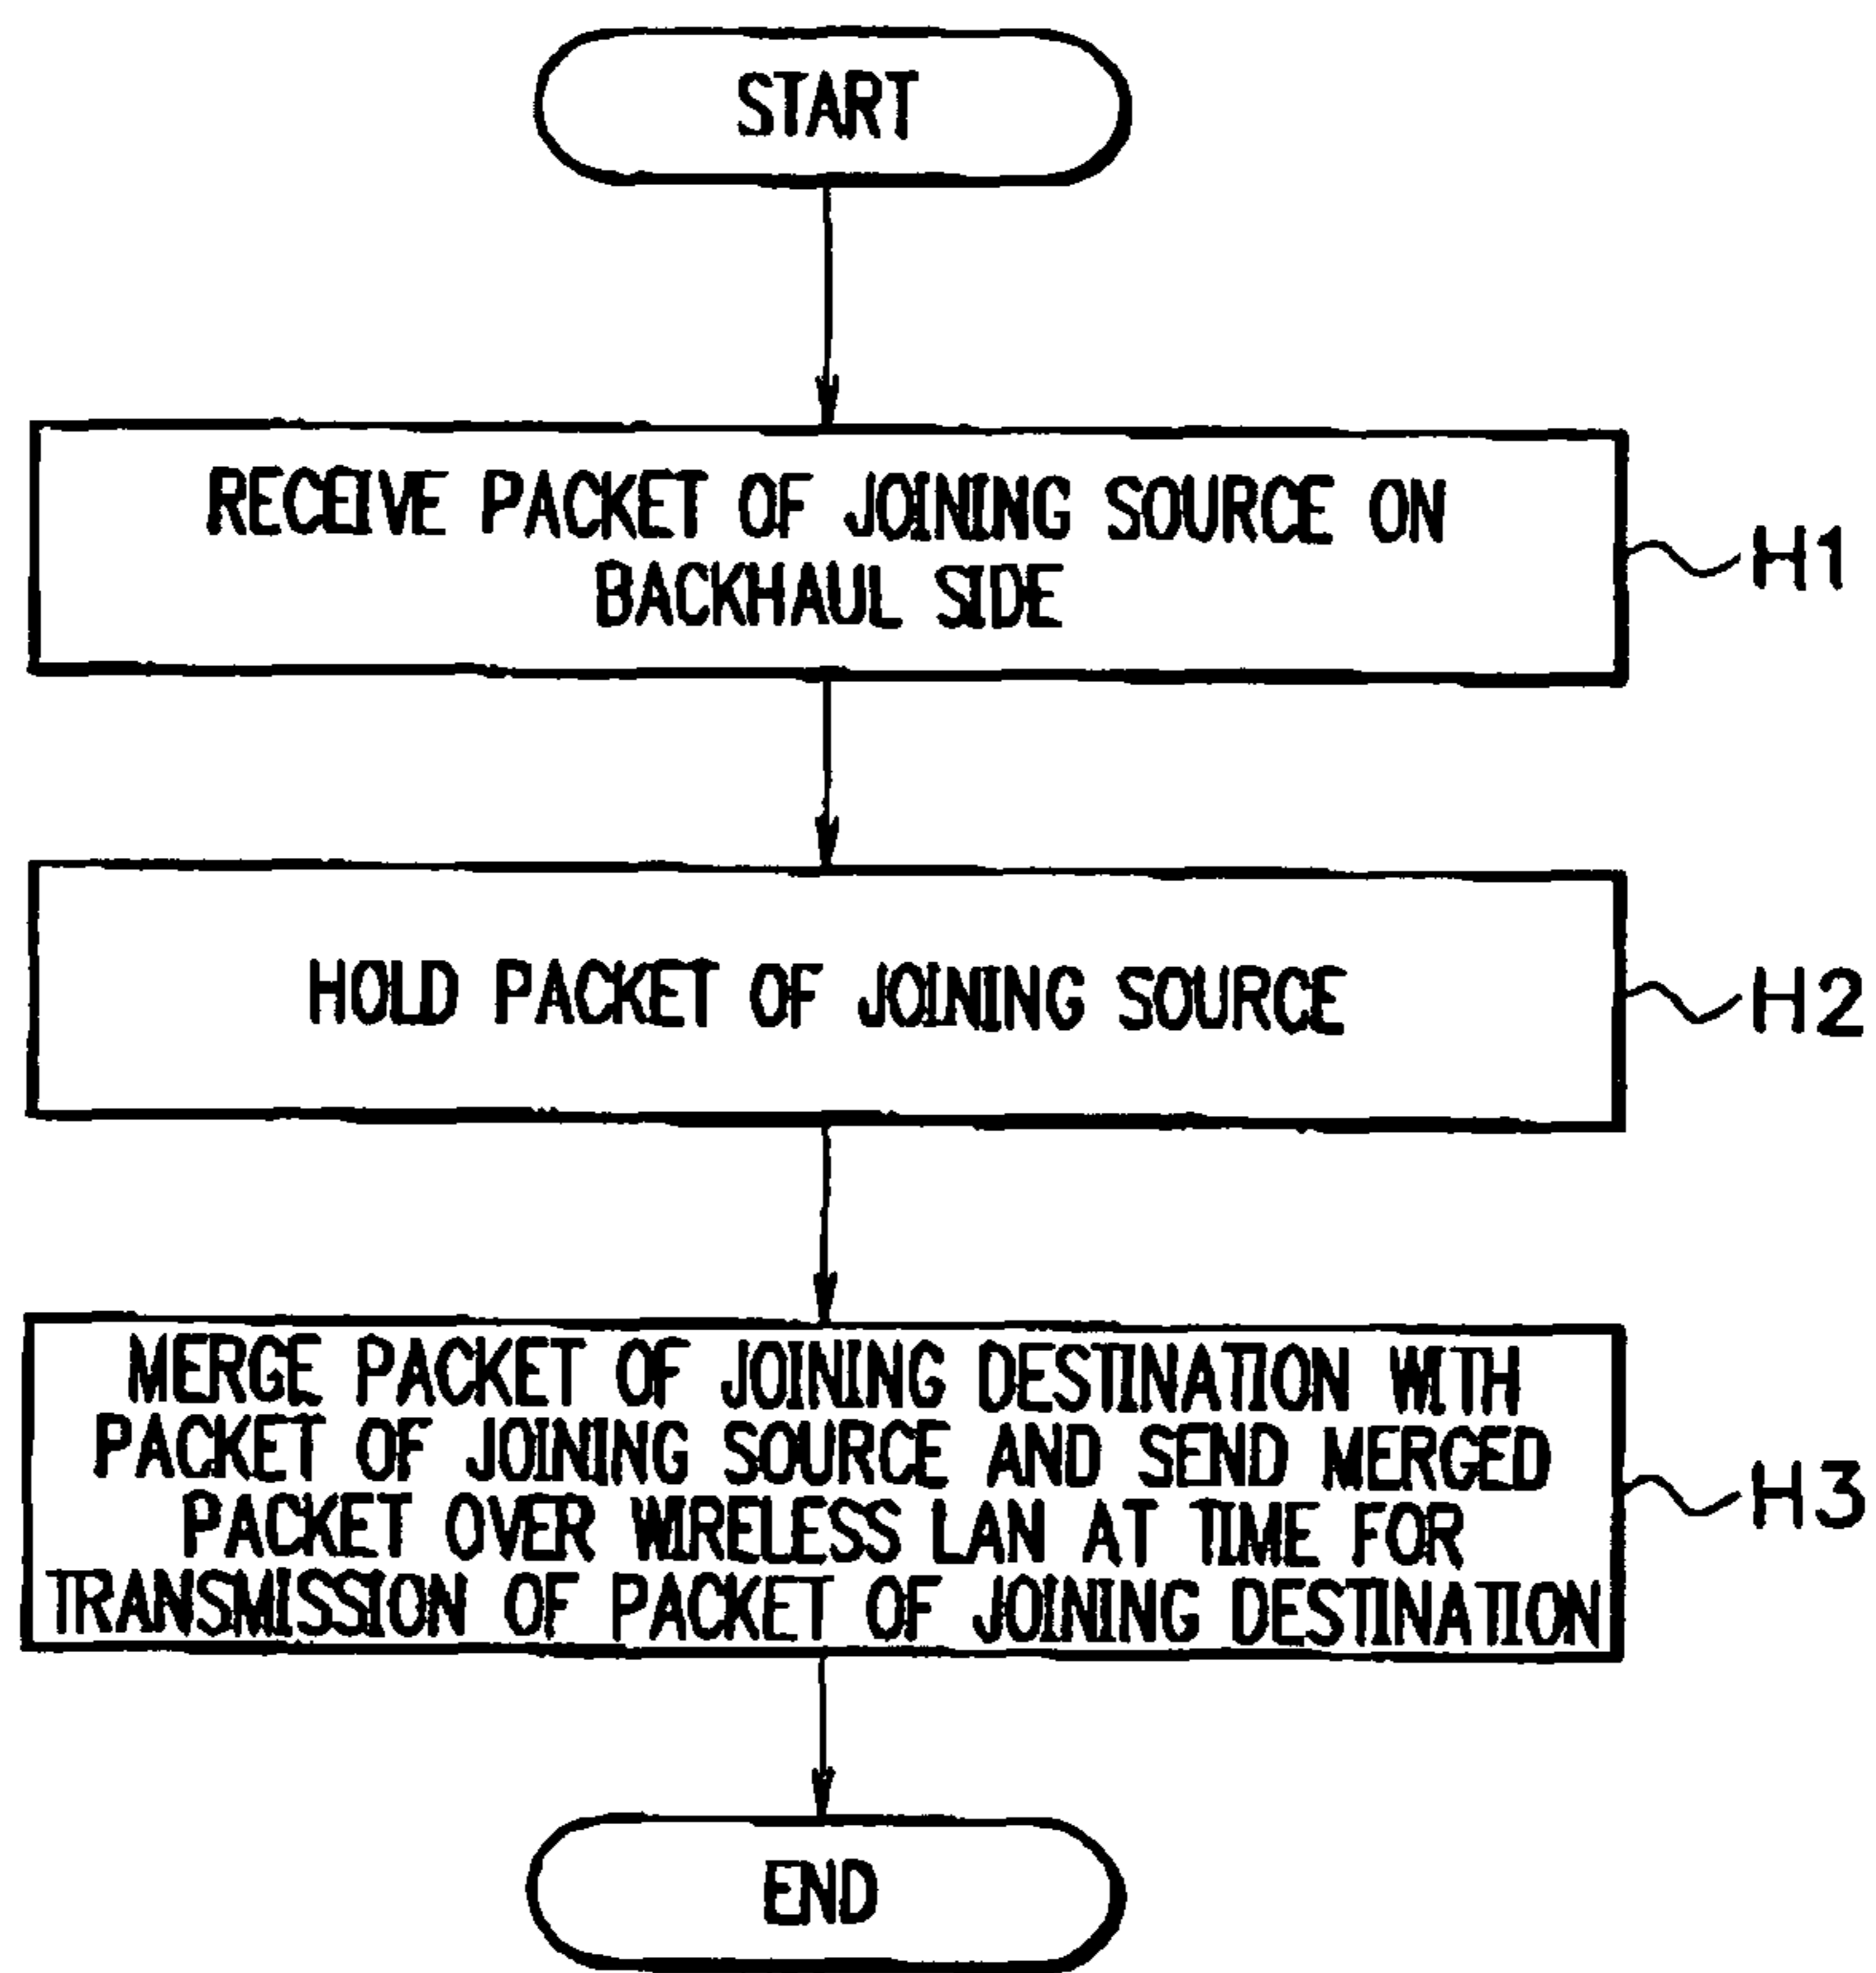 START
RECEIVE PACKET OF JOINING SOURCE ON
BACKHAUL SIDE
H1
HOLD PACKET OF JOINING SOURCE
H2
MERGE PACKET OF JOINING DESTINATION WITH
PACKET OF JOINING SOURCE AND SEND MERGED
PACKET OVER WIRELESS LAN AT TIME FOR
TRANSMISSION OF PACKET OF JOINING DESTINATION
H3
END